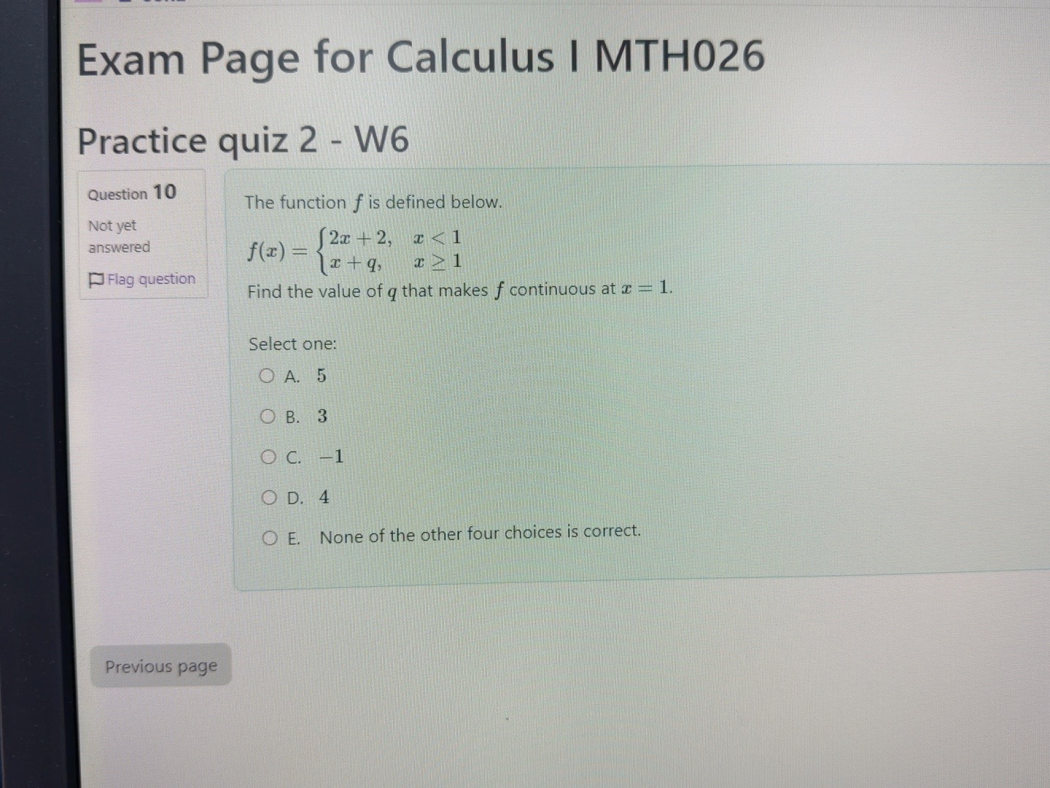 Exam Page for Calculus I MTH026
Practice quiz 2 - W6
Question 10
Not yet
answered
Flag question
The function f is defined below.
f(x) = { 2x + 2, x < 1
x + q, x ≥ 1
Find the value of q that makes f continuous at x = 1.
Select one:
A. 5
B. 3
C. −1
D. 4
E. None of the other four choices is correct.
Previous page